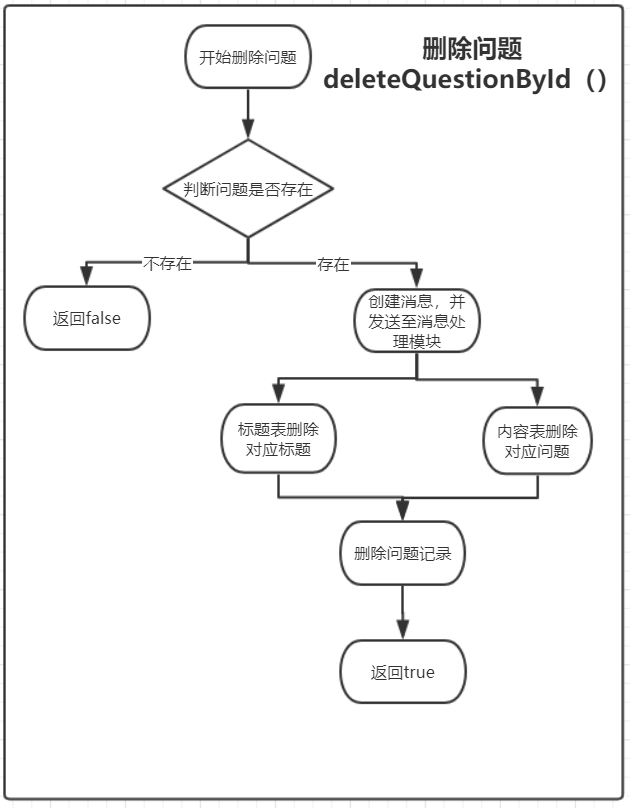 删除问题
deleteQuestionById（）
开始删除问题
判断问题是否存在
不存在
存在
返回false
创建消息，并
发送至消息处
理模块
标题表删除
对应标题
内容表删除
对应问题
删除问题记录
返回true